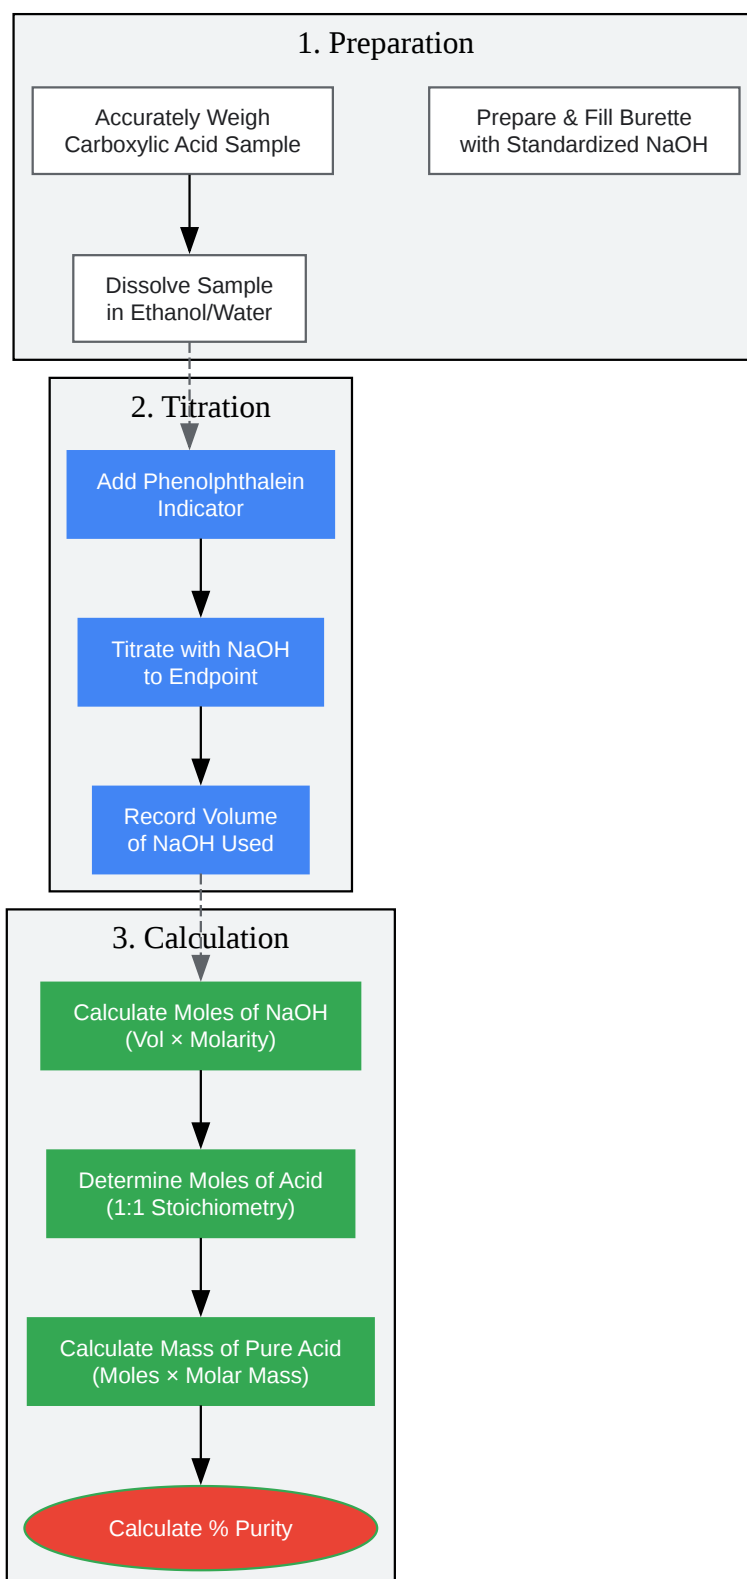 1. Preparation
Accurately Weigh
Carboxylic Acid Sample
Prepare & Fill Burette
with Standardized NaOH
Dissolve Sample
in Ethanol/Water
2. Titration
Add Phenolphthalein
Indicator
Titrate with NaOH
to Endpoint
Record Volume
of NaOH Used
3. Calculation
Calculate Moles of NaOH
(Vol × Molarity)
Determine Moles of Acid
(1:1 Stoichiometry)
Calculate Mass of Pure Acid
(Moles × Molar Mass)
Calculate % Purity